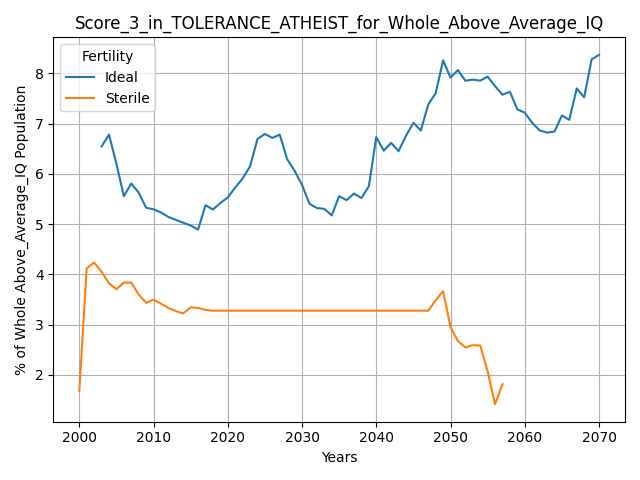 Score_3_in_TOLERANCE_ATHEIST_for_Whole_Above_Average_IQ
Fertility
Ideal
Sterile
% of Whole Above_Average_IQ Population
8
7
6
5
4
3
2
2000 2010 2020 2030 2040 2050 2060 2070
Years